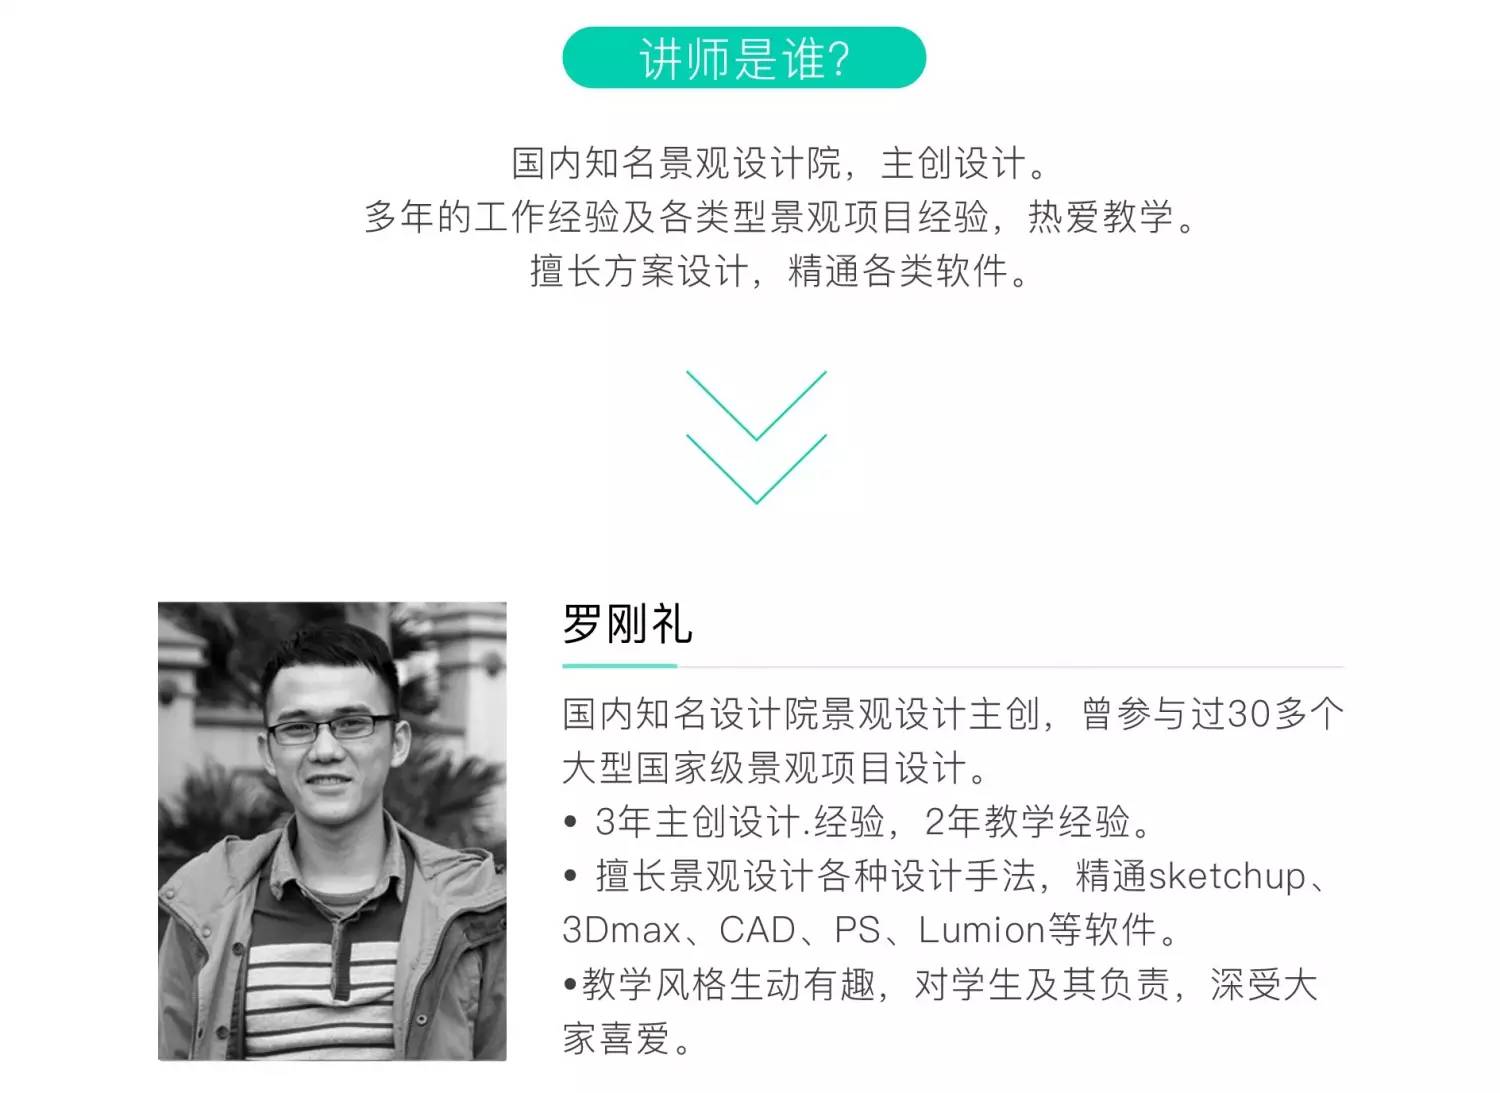 讲师是谁?
国内知名景观设计院，主创设计。
多年的工作经验及各类型景观项目经验，热爱教学。
擅长方案设计，精通各类软件。
罗刚礼
国内知名设计院景观设计主创，曾参与过30多个
大型国家级景观项目设计。
• 3年主创设计.经验，2年教学经验。
• 擅长景观设计各种设计手法，精通sketchup、
3Dmax、CAD、PS、Lumion等软件。
•教学风格生动有趣，对学生及其负责，深受大
家喜爱。